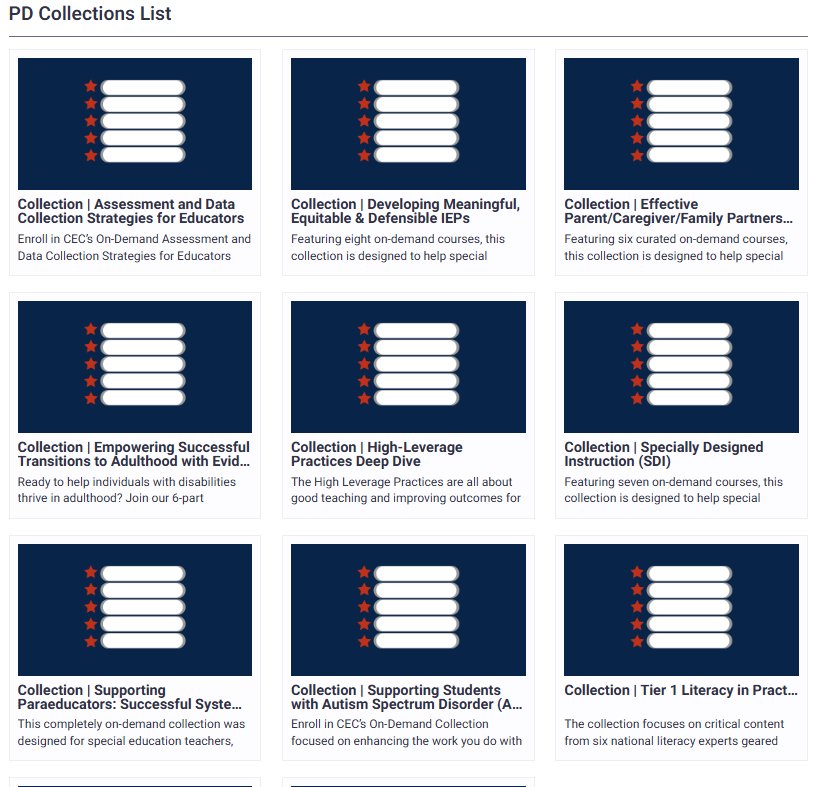 PD Collections List
Collection | Assessment and Data
Collection Strategies for Educators
Enroll in CEC's On-Demand Assessment and
Data Collection Strategies for Educators
Collection | Developing Meaningful,
Equitable & Defensible IEPs
Featuring eight on-demand courses, this
collection is designed to help special
Collection | Effective
Parent/Caregiver/Family Partners...
Featuring six curated on-demand courses,
this collection is designed to help special
Collection | Empowering Successful
Transitions to Adulthood with Evid...
Ready to help individuals with disabilities
thrive in adulthood? Join our 6-part
Collection | High-Leverage
Practices Deep Dive
The High Leverage Practices are all about
good teaching and improving outcomes for
Collection | Specially Designed
Instruction (SDI)
Featuring seven on-demand courses, this
collection is designed to help special
Collection | Supporting
Paraeducators: Successful Syste...
This completely on-demand collection was
designed for special education teachers,
Collection | Supporting Students
with Autism Spectrum Disorder (A...
Enroll in CEC's On-Demand Collection
focused on enhancing the work you do with
Collection | Tier 1 Literacy in Pract...
The collection focuses on critical content
from six national literacy experts geared